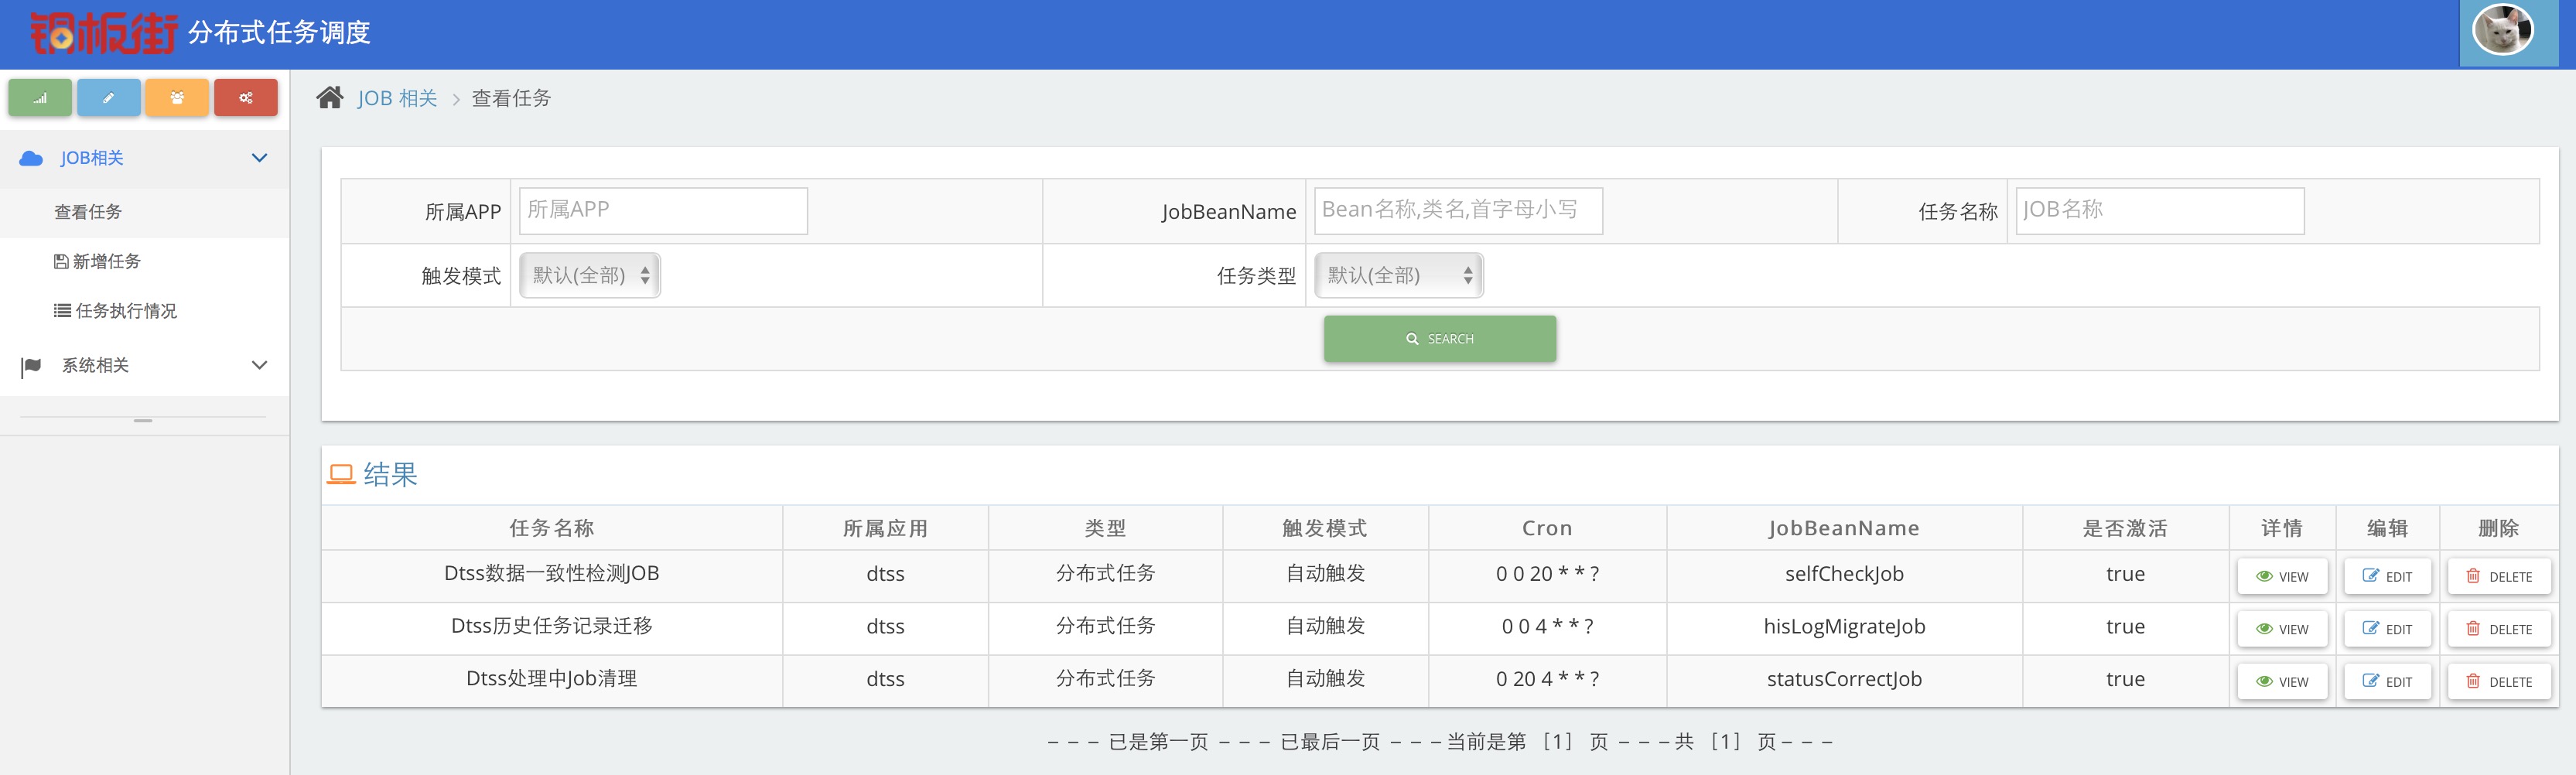 铜板街 分布式任务调度
JOB 相关 > 查看任务
JOB相关
查看任务
新增任务
任务执行情况
系统相关
所属APP 所属APP JobBeanName Bean名称,类名,首字母小写 任务名称 JOB名称
触发模式 默认(全部) 任务类型 默认(全部)
SEARCH
结果
任务名称 所属应用 类型 触发模式 Cron JobBeanName 是否激活 详情 编辑 删除
Dtss数据一致性检测JOB dtss 分布式任务 自动触发 0 0 20 * * ? selfCheckJob true VIEW EDIT DELETE
Dtss历史任务记录迁移 dtss 分布式任务 自动触发 0 0 4 * * ? hisLogMigrateJob true VIEW EDIT DELETE
Dtss处理中Job清理 dtss 分布式任务 自动触发 0 20 4 * * ? statusCorrectJob true VIEW EDIT DELETE
– – – 已是第一页 – – – 已最后一页 – – – 当前是第 ［1］ 页 – – – 共 ［1］ 页 – – –